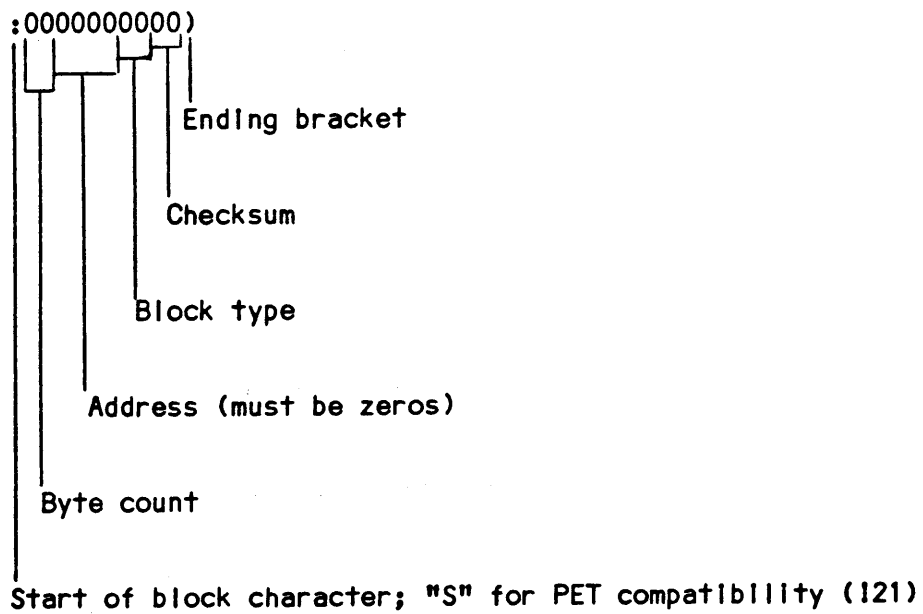 :0000000000)
Ending bracket
Checksum
Block type
Address (must be zeros)
Byte count
Start of block character; "S" for PET compatibility (!21)